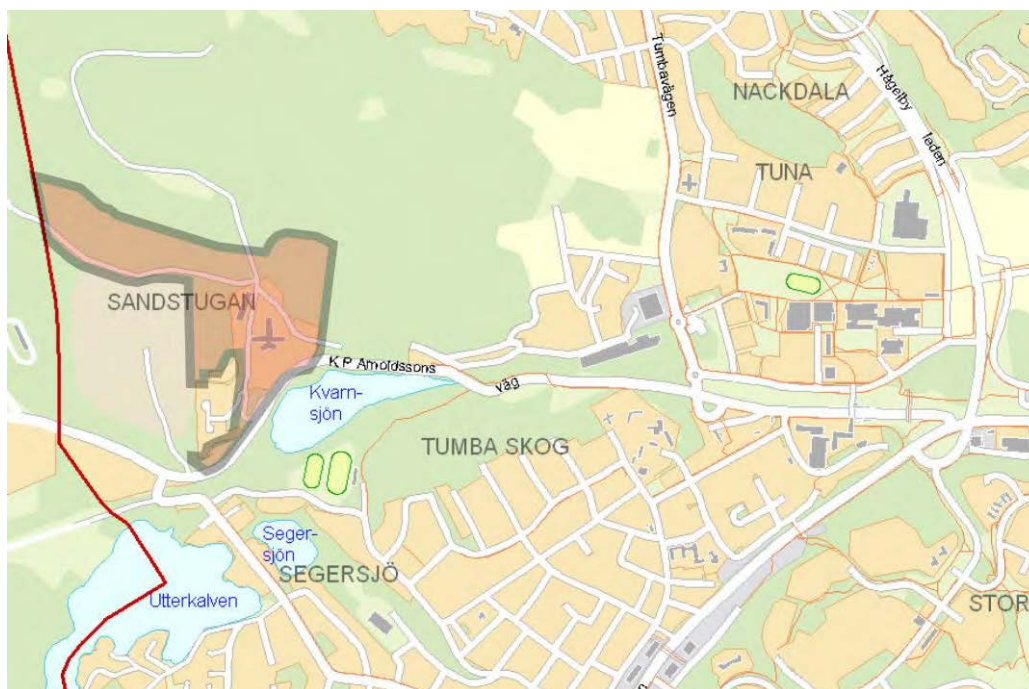 Tumbavägen
Hågelby
leden
NACKDALA
TUNA
SANDSTUGAN
K P Arnoldssons
väg
Kvarn-
sjön
TUMBA SKOG
Seger-
sjön
SEGERSJÖ
Utterkalven
STOR